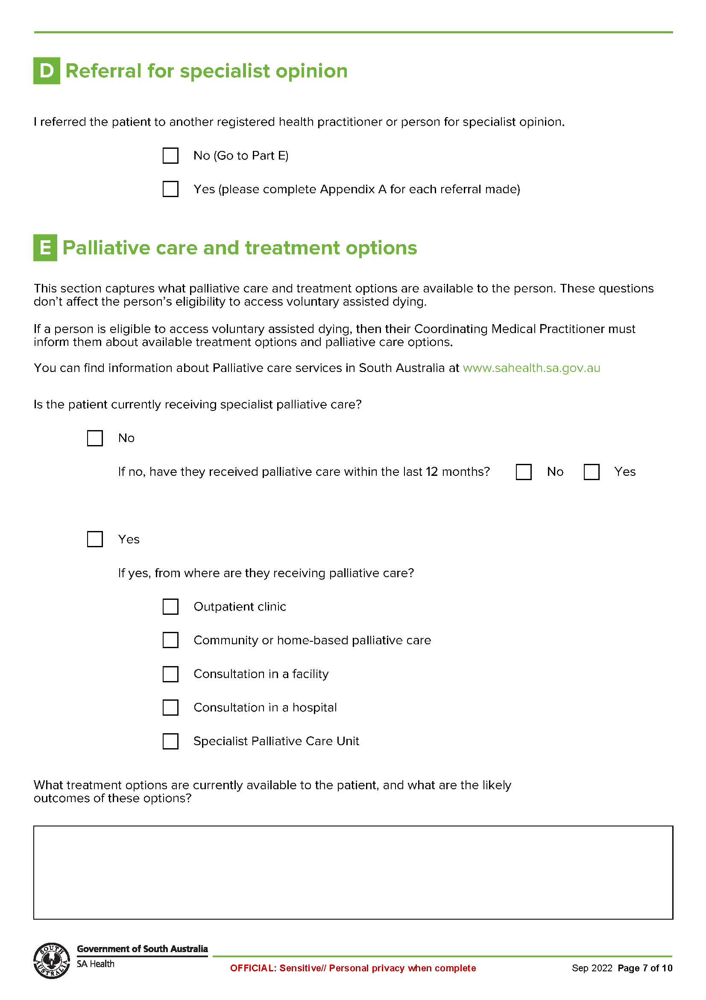 D Referral for specialist opinion
I referred the patient to another registered health practitioner or person for specialist opinion.
No (Go to Part E)
Yes (please complete Appendix A for each referral made)
E Palliative care and treatment options
This section captures what palliative care and treatment options are available to the person. These questions
don’t affect the person’s eligibility to access voluntary assisted dying.
If a person is eligible to access voluntary assisted dying, then their Coordinating Medical Practitioner must
inform them about available treatment options and palliative care options.
You can find information about Palliative care services in South Australia at www.sahealth.sa.gov.au
Is the patient currently receiving specialist palliative care?
No
If no, have they received palliative care within the last 12 months? No Yes
Yes
If yes, from where are they receiving palliative care?
Outpatient clinic
Community or home-based palliative care
Consultation in a facility
Consultation in a hospital
Specialist Palliative Care Unit
What treatment options are currently available to the patient, and what are the likely
outcomes of these options?
SOUTH AUSTRALIA
Government of South Australia
SA Health
OFFICIAL: Sensitive// Personal privacy when complete
Sep 2022 Page 7 of 10